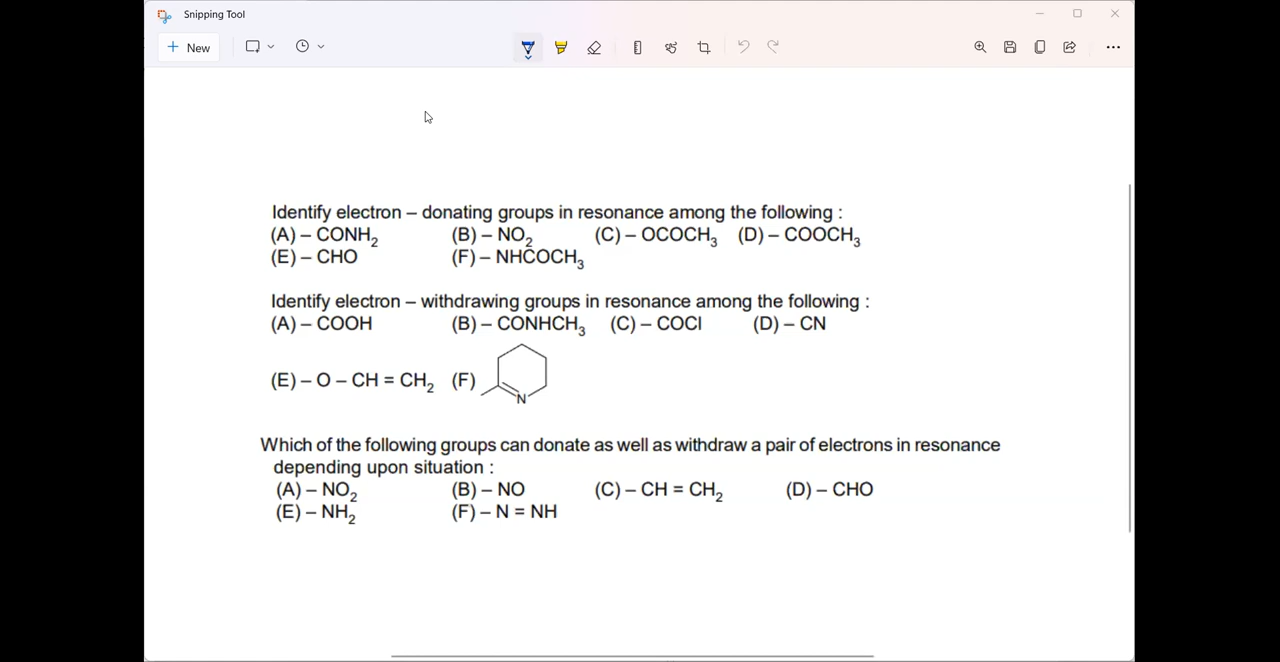 Snipping Tool
New
Identify electron – donating groups in resonance among the following :
(A) – CONH₂ (B) – NO₂ (C) – OCOCH₃ (D) – COOCH₃
(E) – CHO (F) – NHCOCH₃
Identify electron – withdrawing groups in resonance among the following :
(A) – COOH (B) – CONHCH₃ (C) – COCl (D) – CN
(E) – O – CH = CH₂ (F)
N
Which of the following groups can donate as well as withdraw a pair of electrons in resonance
depending upon situation :
(A) – NO₂ (B) – NO (C) – CH = CH₂ (D) – CHO
(E) – NH₂ (F) – N = NH